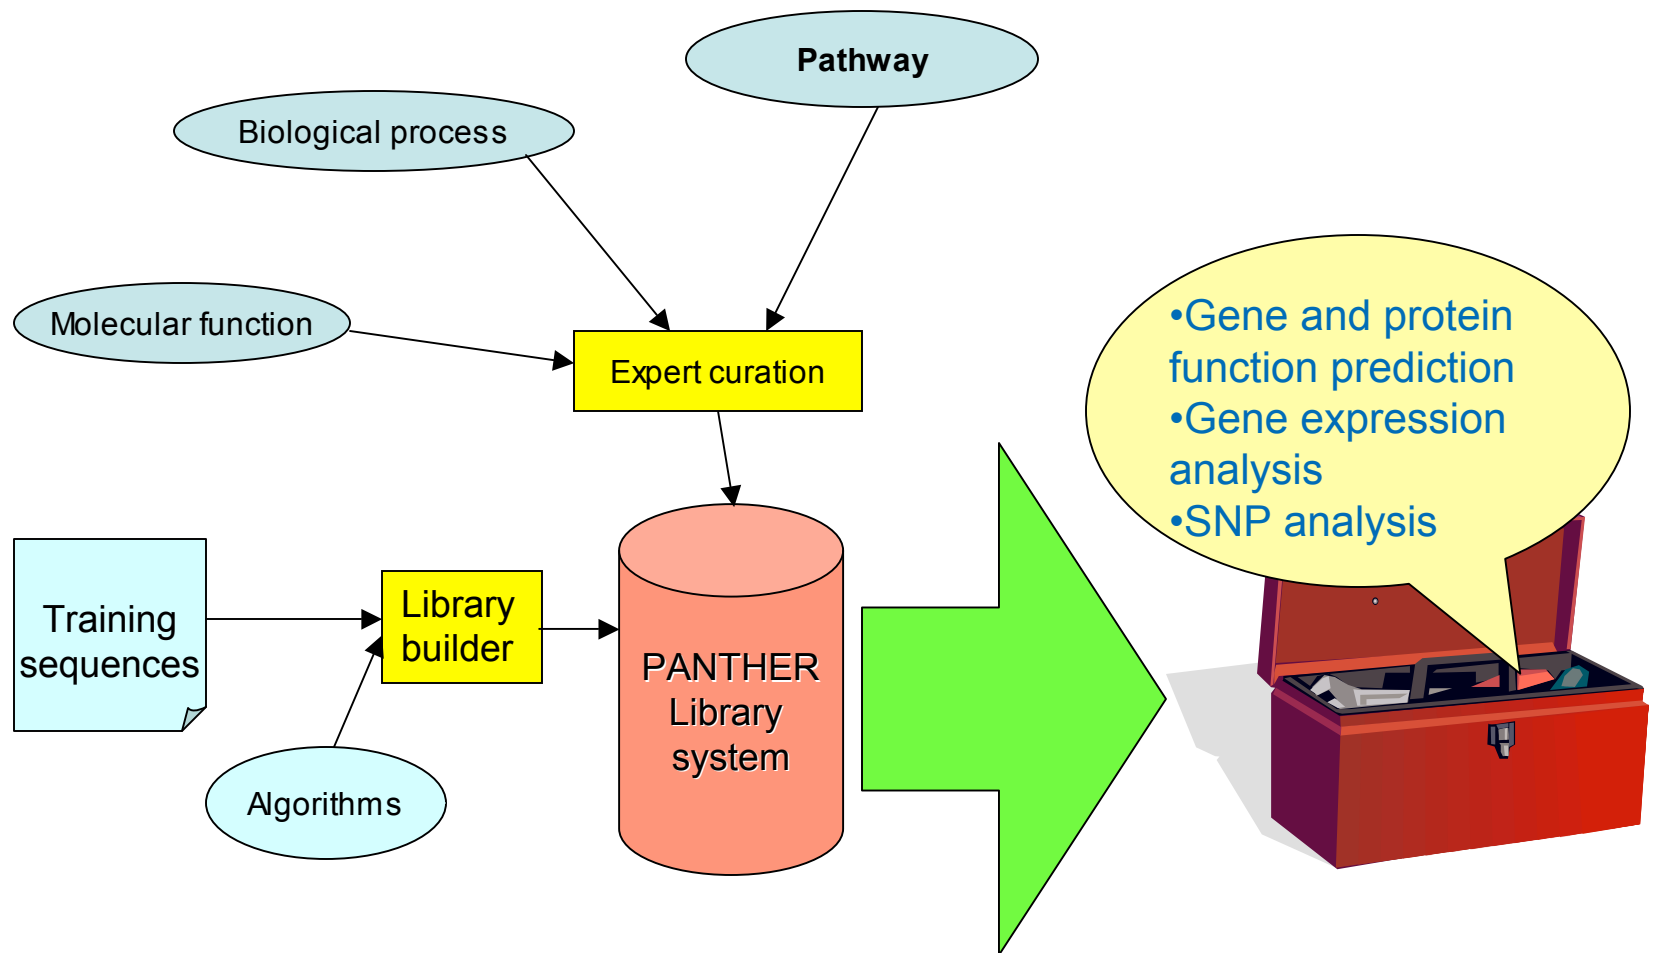 Pathway
Biological process
Molecular function
Expert curation
•Gene and protein
function prediction
•Gene expression
analysis
•SNP analysis
Training
sequences
Library
builder
PANTHER
Library
system
Algorithms